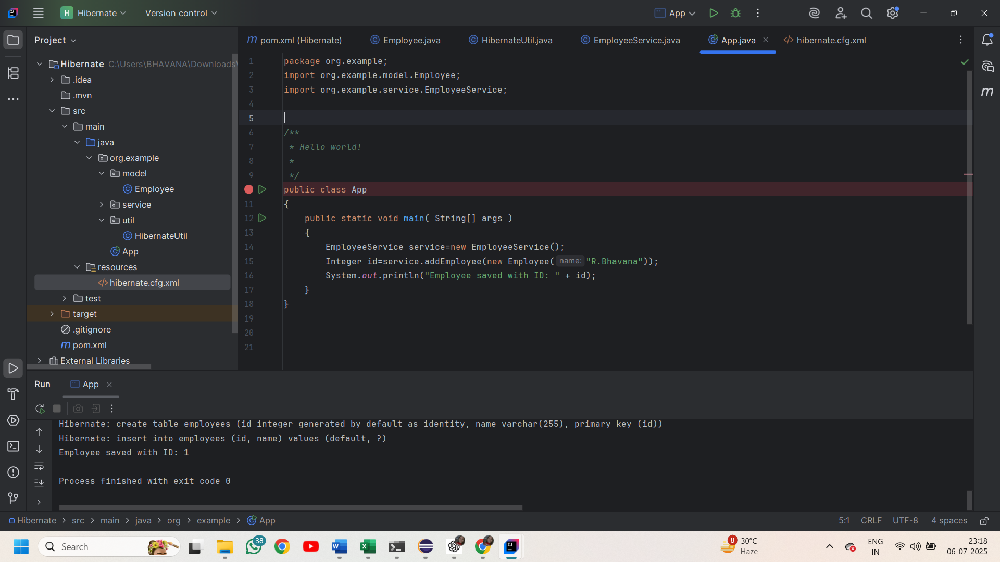 H Hibernate Version control App
Project
pom.xml (Hibernate) Employee.java HibernateUtil.java EmployeeService.java App.java hibernate.cfg.xml
Hibernate C:\Users\BHAVANA\Downloads\
.idea
.mvn
src
main
java
org.example
model
Employee
service
util
HibernateUtil
App
resources
hibernate.cfg.xml
test
target
.gitignore
pom.xml
External Libraries
1 package org.example;
2 import org.example.model.Employee;
3 import org.example.service.EmployeeService;
4
5
6 /**
7 * Hello world!
8 *
9 */
public class App
11 {
12 public static void main( String[] args )
13 {
14 EmployeeService service=new EmployeeService();
15 Integer id=service.addEmployee(new Employee( name: "R.Bhavana"));
16 System.out.println("Employee saved with ID: " + id);
17 }
18 }
19
20
21
Run App
Hibernate: create table employees (id integer generated by default as identity, name varchar(255), primary key (id))
Hibernate: insert into employees (id, name) values (default, ?)
Employee saved with ID: 1
Process finished with exit code 0
Hibernate > src > main > java > org > example > App 5:1 CRLF UTF-8 4 spaces
Search
38
8
30°C
Haze
ENG
IN
23:18
06-07-2025